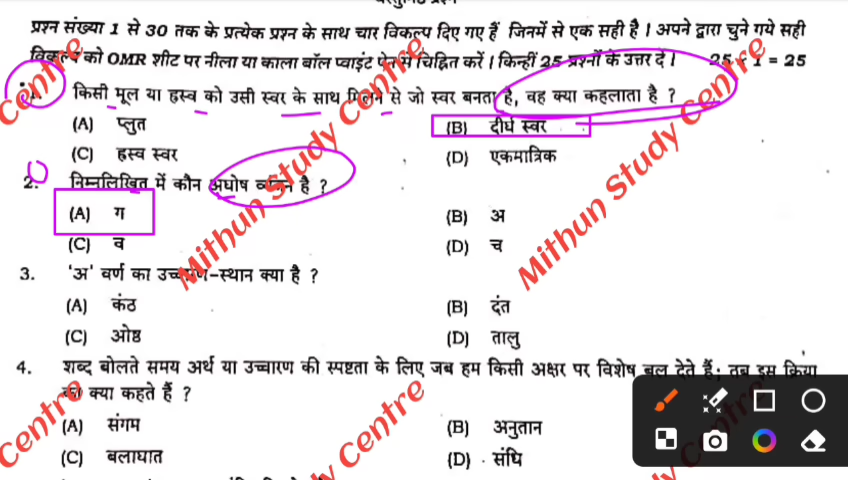 प्रश्न संख्या 1 से 30 तक के प्रत्येक प्रश्न के साथ चार विकल्प दिए गए हैं जिनमें से एक सही है । अपने द्वारा चुने गये सही
विकल्प को OMR शीट पर नीला या काला बॉल प्वाइंट पेन से चिह्नित करें । किन्हीं 25 प्रश्नों के उत्तर दें । 25 × 1 = 25
1. किसी मूल या ह्रस्व को उसी स्वर के साथ मिलने से जो स्वर बनता है, वह क्या कहलाता है ?
(A) प्लुत (B) दीर्घ स्वर
(C) ह्रस्व स्वर (D) एकमात्रिक
2. निम्नलिखित में कौन अघोष व्यंजन है ?
(A) ग (B) अ
(C) व (D) च
3. 'अ' वर्ण का उच्चारण-स्थान क्या है ?
(A) कंठ (B) दंत
(C) ओष्ठ (D) तालु
4. शब्द बोलते समय अर्थ या उच्चारण की स्पष्टता के लिए जब हम किसी अक्षर पर विशेष बल देते हैं; तब इस क्रिया
को क्या कहते हैं ?
(A) संगम (B) अनुतान
(C) बलाघात (D) संधि
Centre
Mithun Study Centre
Mithun Study Centre
Centre
Centre